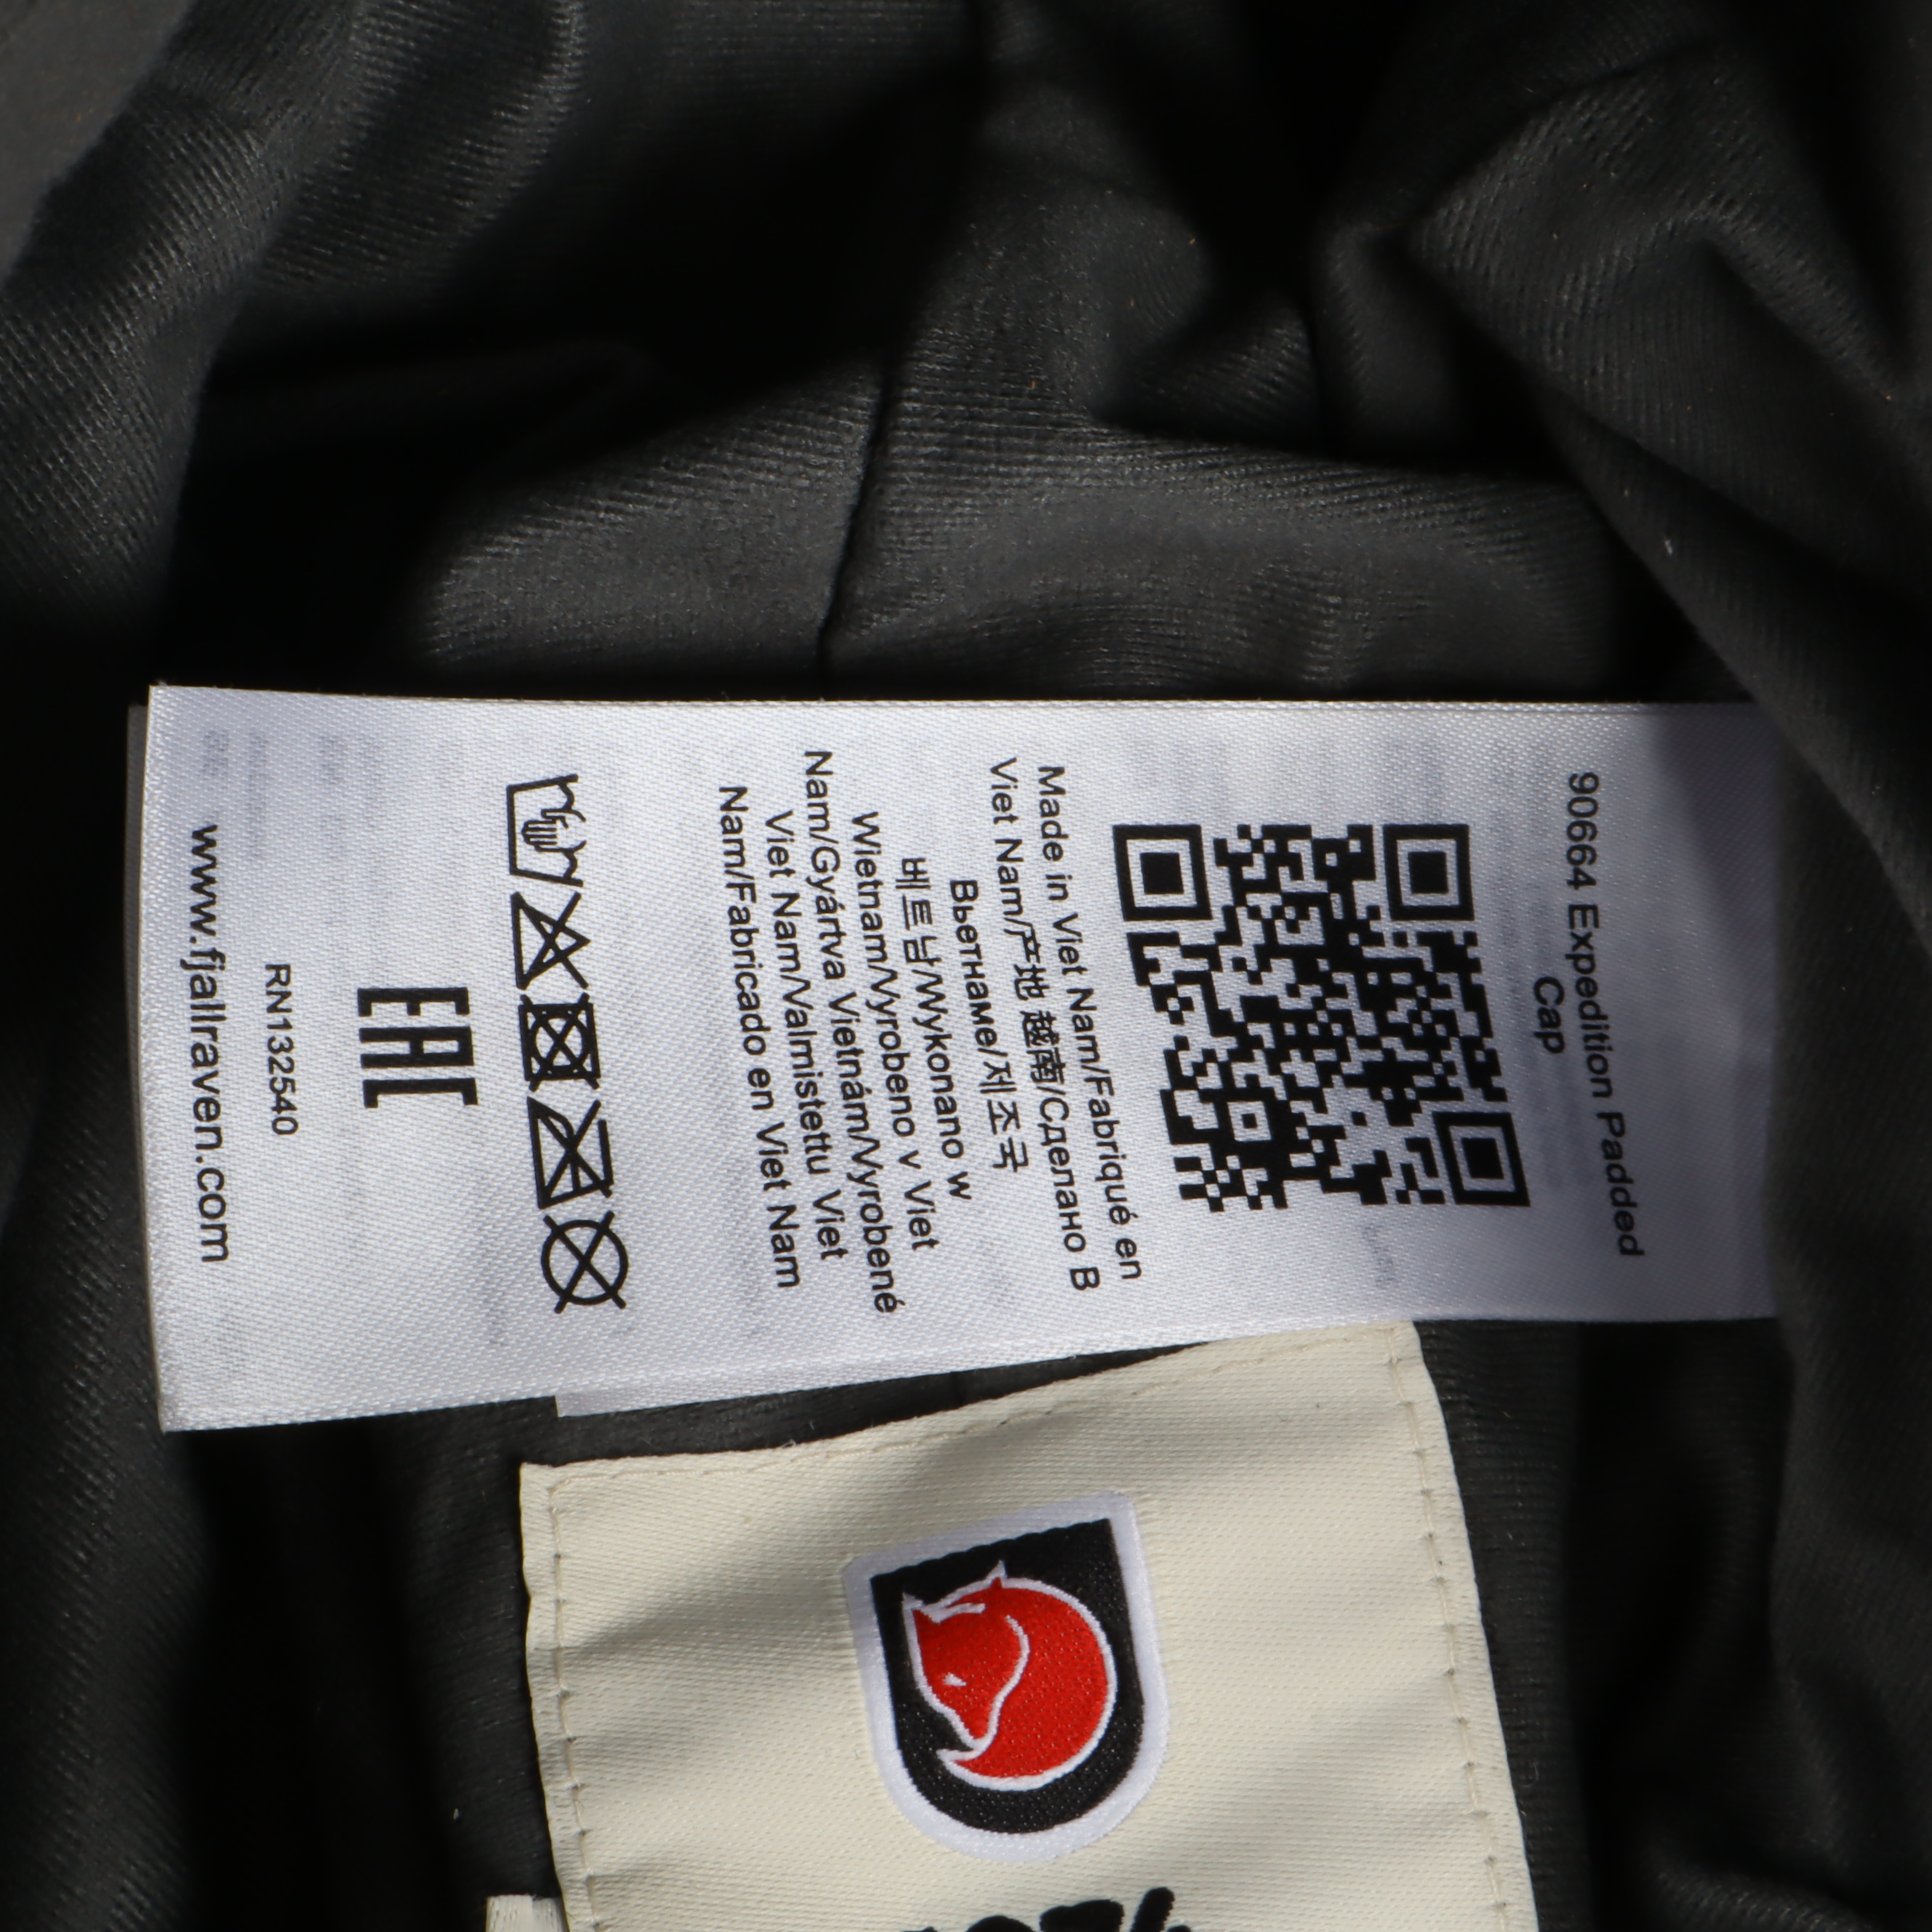 90664 Expedition Padded
Cap
Made in Viet Nam/Fabriqué en
Viet Nam/产地 越南/Сделано В
Вьетнаме/제조국
베트남/Wykonano w
Wietnam/Vyrobeno v Viet
Nam/Gyártva Vietnám/Vyrobené
Viet Nam/Valmistettu Viet
Nam/Fabricado en Viet Nam
EAC
RN132540
www.fjallraven.com